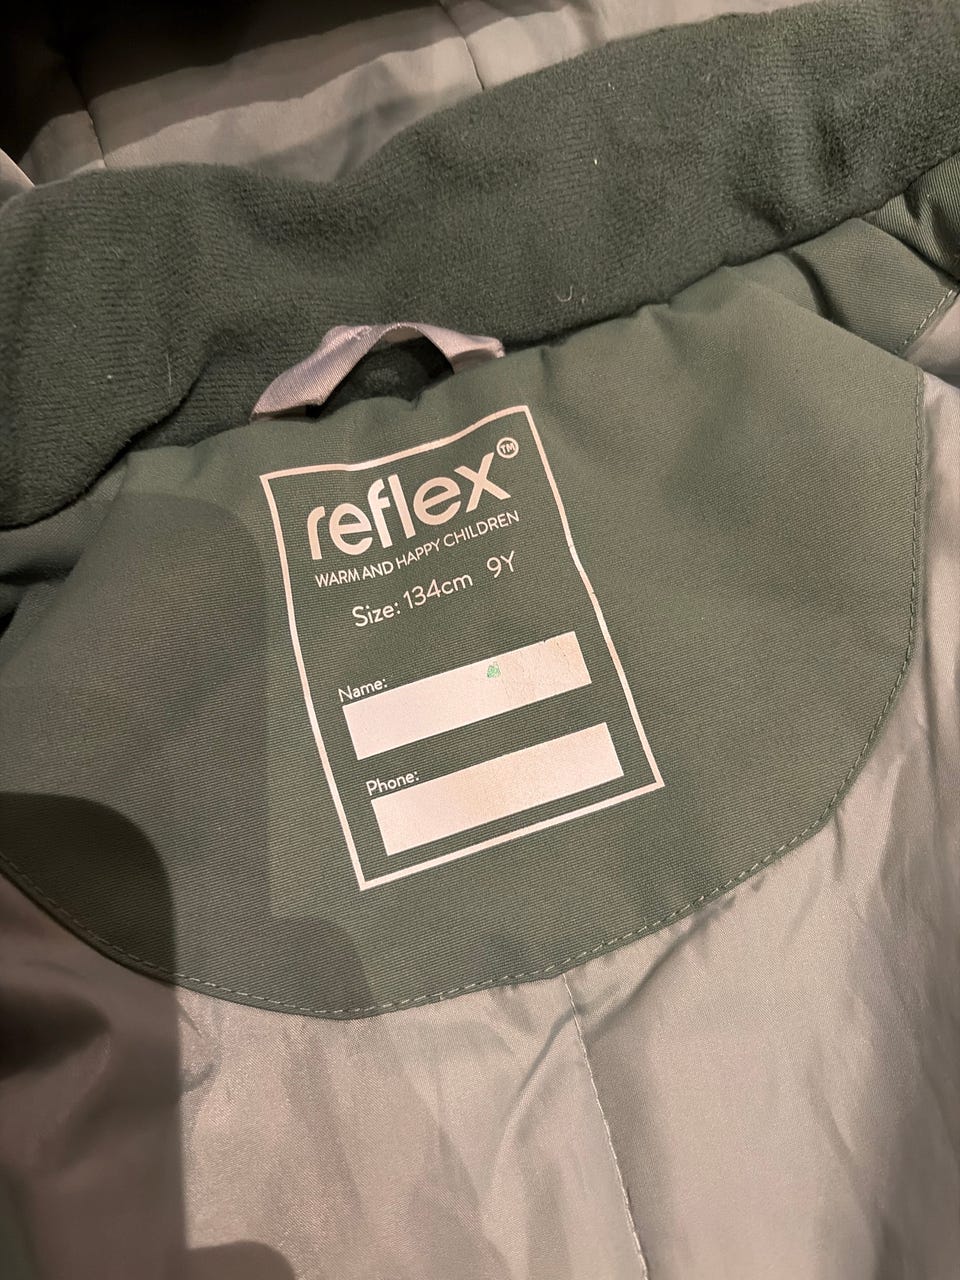 reflex™
WARM AND HAPPY CHILDREN
Size: 134cm 9Y
Name:
Phone: